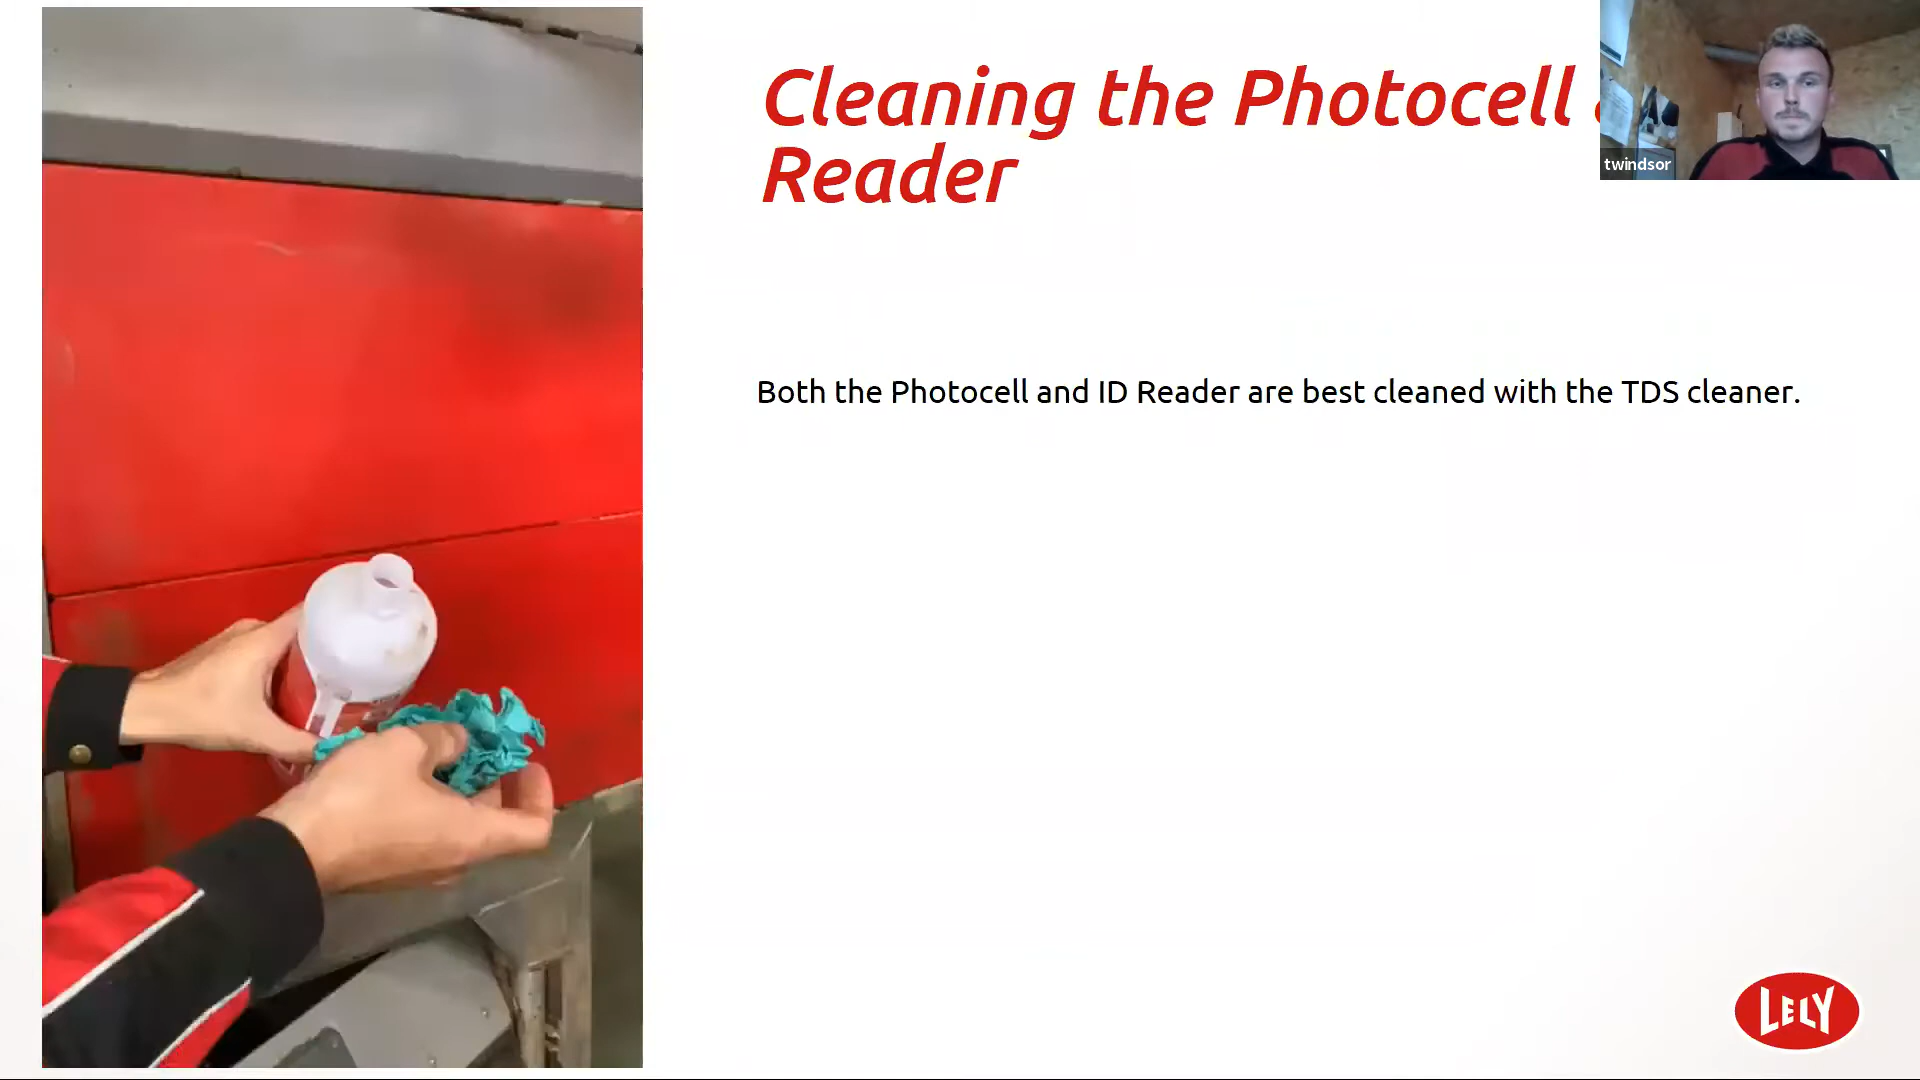 Cleaning the Photocell
Reader
twindsor
Both the Photocell and ID Reader are best cleaned with the TDS cleaner.
LELY